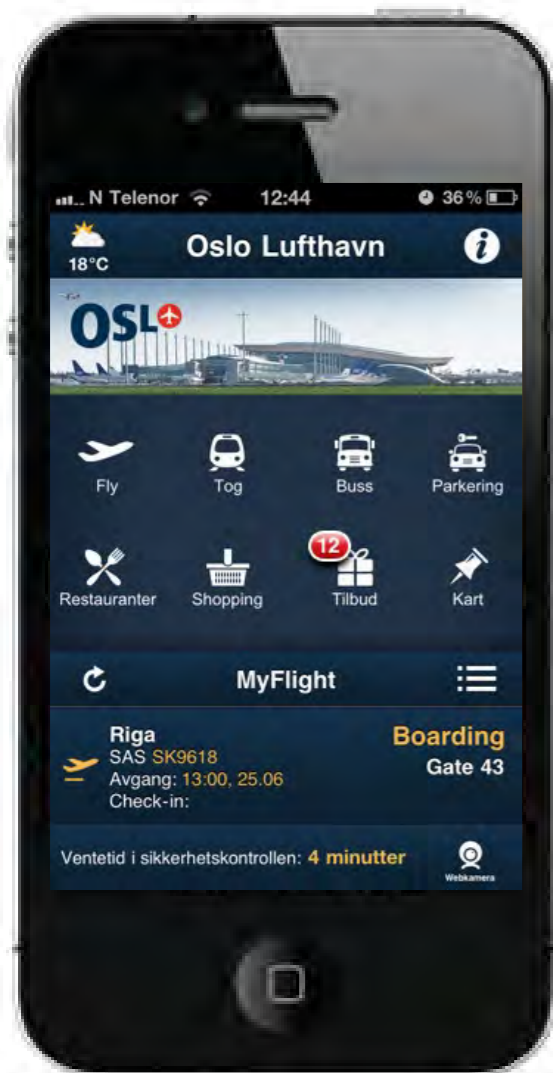 N Telenor 12:44 36%
18°C Oslo Lufthavn i
OSL
Fly Tog Buss Parkering
12
Restauranter Shopping Tilbud Kart
MyFlight
Riga Boarding
SAS SK9618 Gate 43
Avgang: 13:00, 25.06
Check-in:
Ventetid i sikkerhetskontrollen: 4 minutter
Webkamera